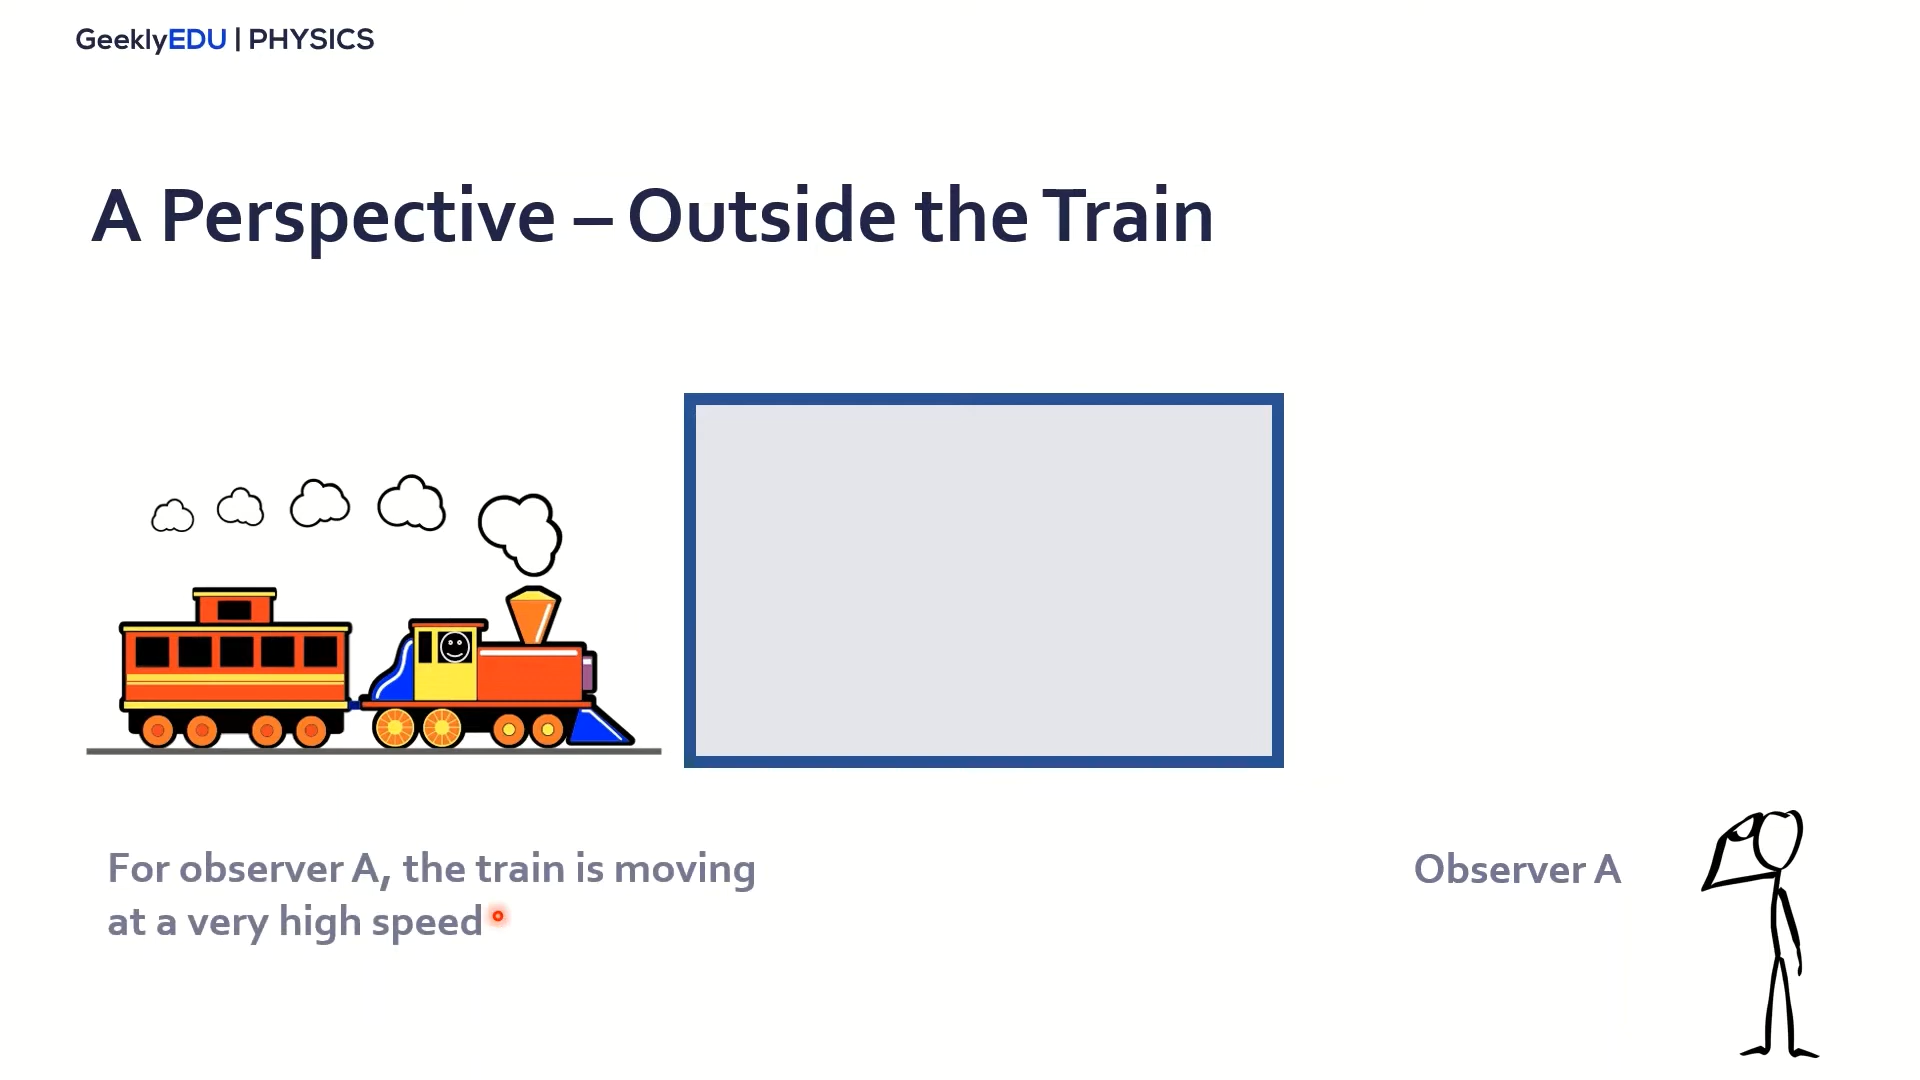 GeeklyEDU | PHYSICS
A Perspective – Outside the Train
For observer A, the train is moving
at a very high speed
Observer A